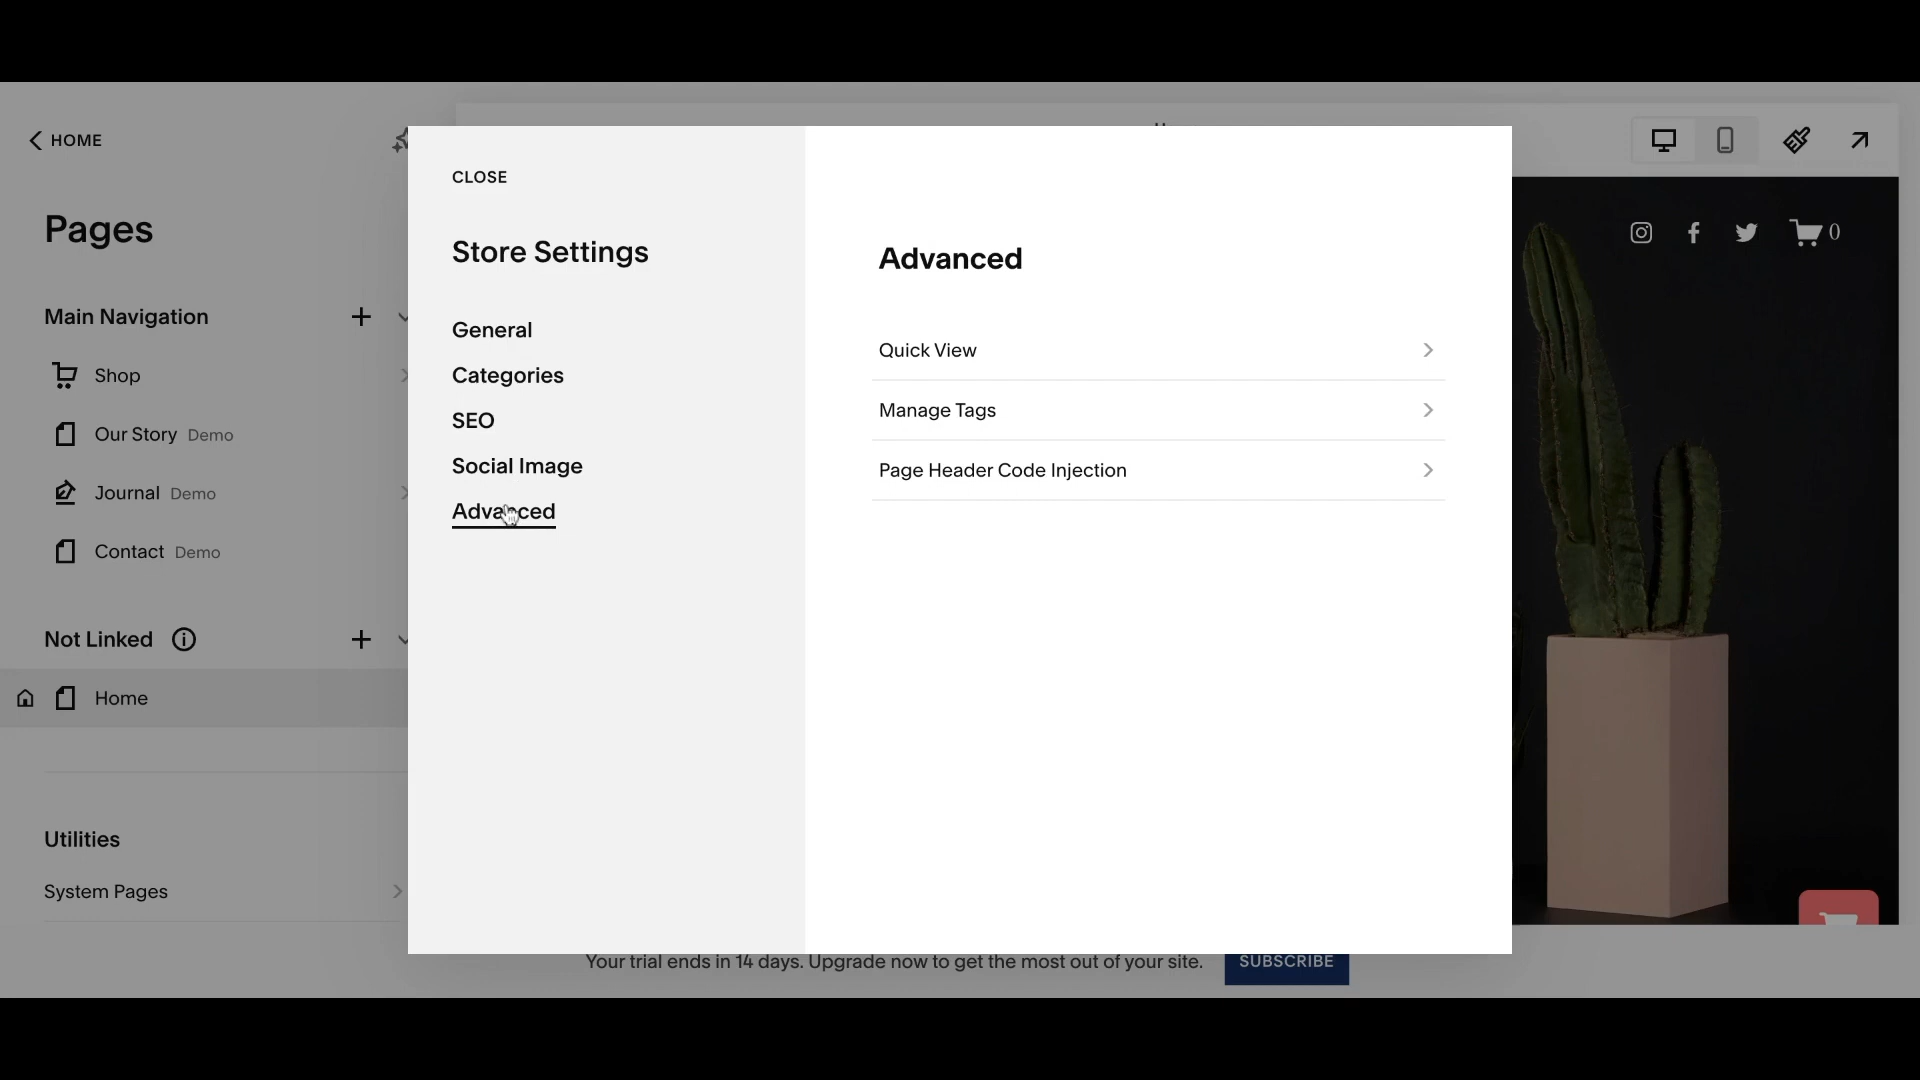 HOME
Pages
Main Navigation
Shop
Our Story Demo
Journal Demo
Contact Demo
Not Linked
Home
Utilities
System Pages
CLOSE
Store Settings
General
Categories
SEO
Social Image
Advanced
Advanced
Quick View
Manage Tags
Page Header Code Injection
0
Your trial ends in 14 days. Upgrade now to get the most out of your site.
SUBSCRIBE